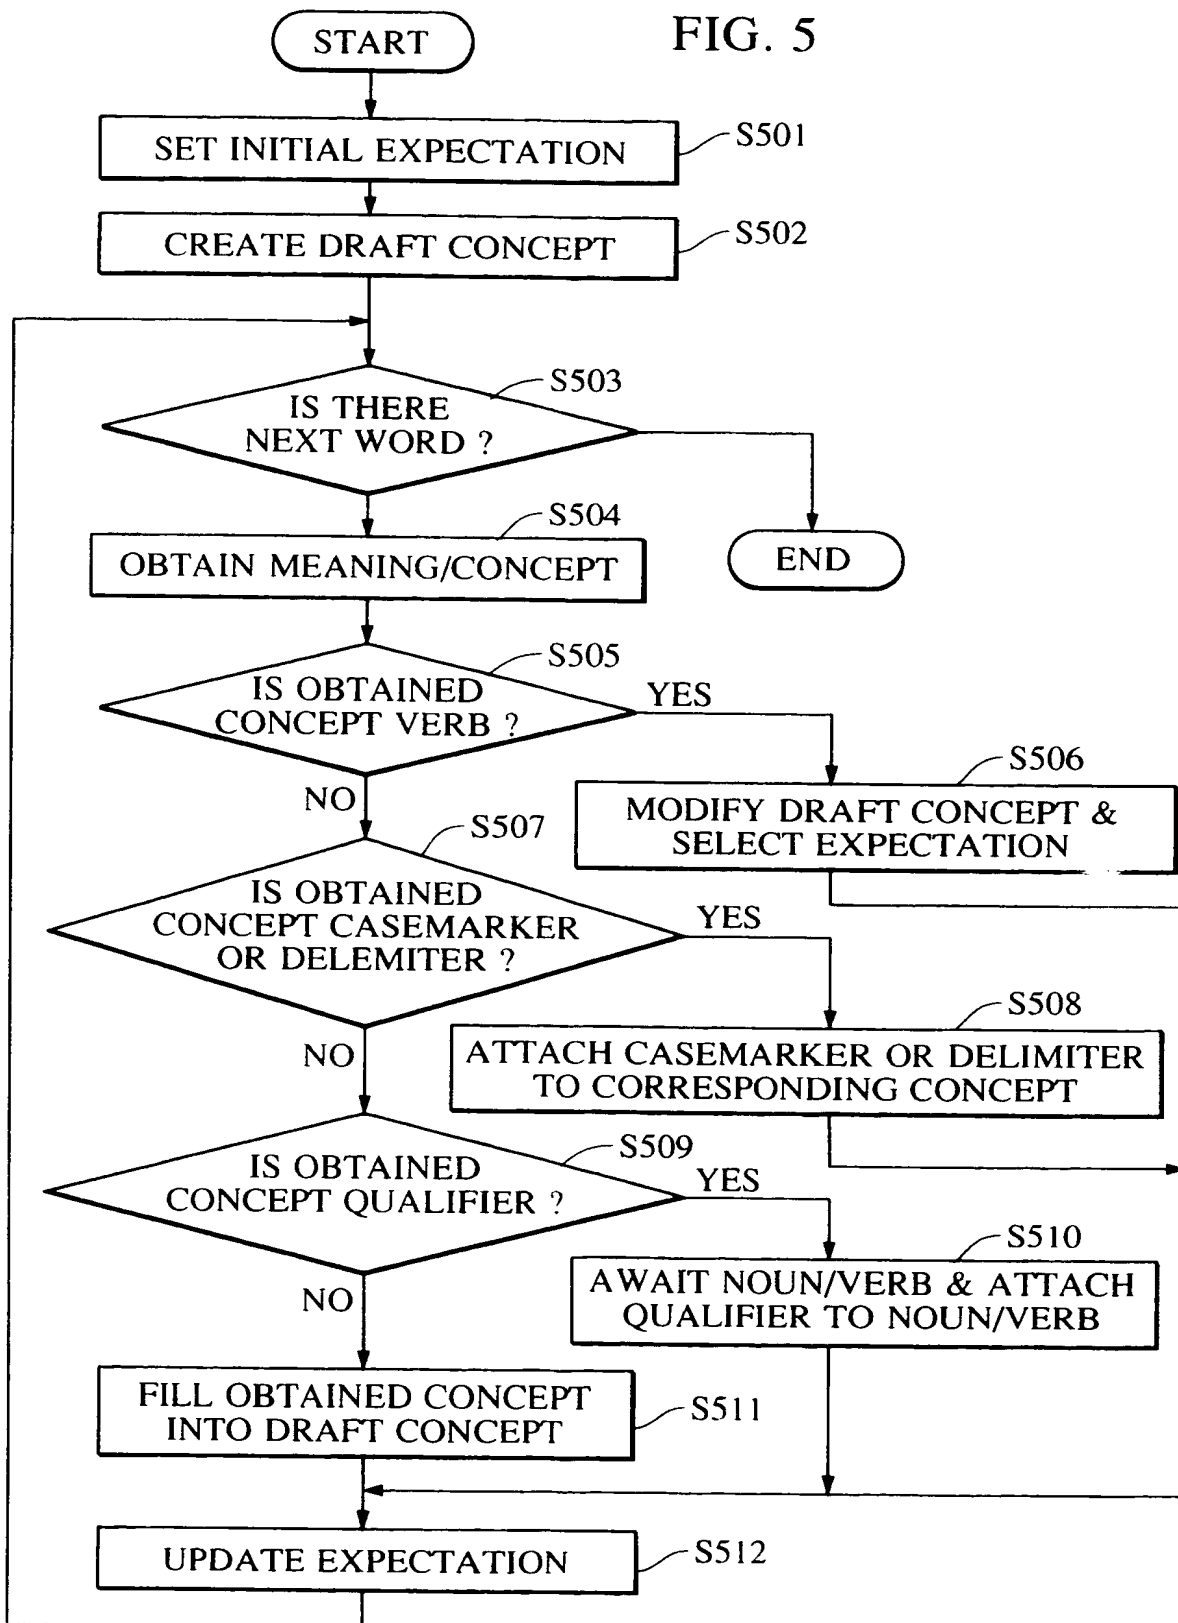 FIG. 5
START
SET INITIAL EXPECTATION
S501
CREATE DRAFT CONCEPT
S502
S503
IS THERE
NEXT WORD ?
S504
OBTAIN MEANING/CONCEPT
END
S505
IS OBTAINED
CONCEPT VERB ?
YES
NO
S506
MODIFY DRAFT CONCEPT &
SELECT EXPECTATION
S507
IS OBTAINED
CONCEPT CASEMARKER
OR DELEMITER ?
YES
NO
S508
ATTACH CASEMARKER OR DELIMITER
TO CORRESPONDING CONCEPT
S509
IS OBTAINED
CONCEPT QUALIFIER ?
YES
NO
S510
AWAIT NOUN/VERB & ATTACH
QUALIFIER TO NOUN/VERB
FILL OBTAINED CONCEPT
INTO DRAFT CONCEPT
S511
UPDATE EXPECTATION
S512